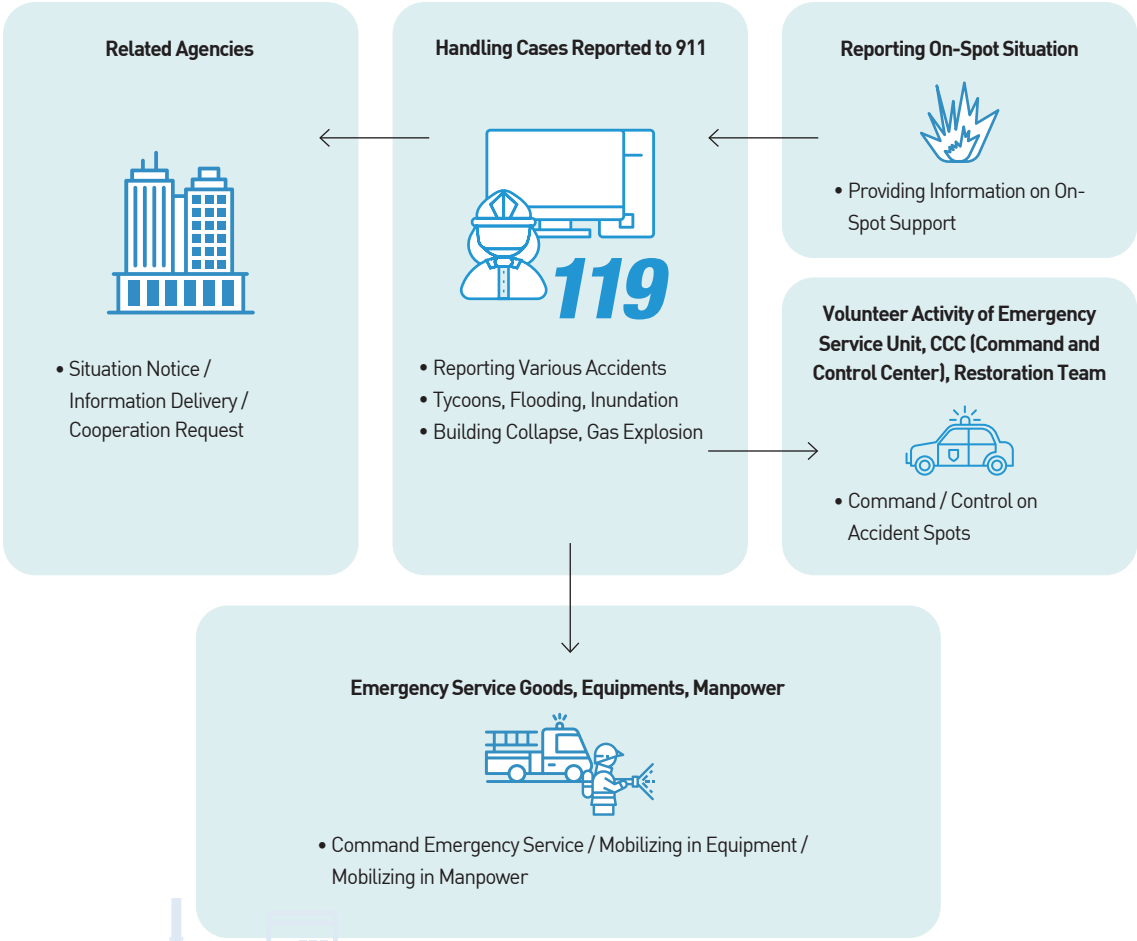 Related Agencies
• Situation Notice /
Information Delivery /
Cooperation Request
Handling Cases Reported to 911
119
• Reporting Various Accidents
• Tycoons, Flooding, Inundation
• Building Collapse, Gas Explosion
Reporting On-Spot Situation
• Providing Information on On-
Spot Support
Volunteer Activity of Emergency
Service Unit, CCC (Command and
Control Center), Restoration Team
• Command / Control on
Accident Spots
Emergency Service Goods, Equipments, Manpower
• Command Emergency Service / Mobilizing in Equipment /
Mobilizing in Manpower